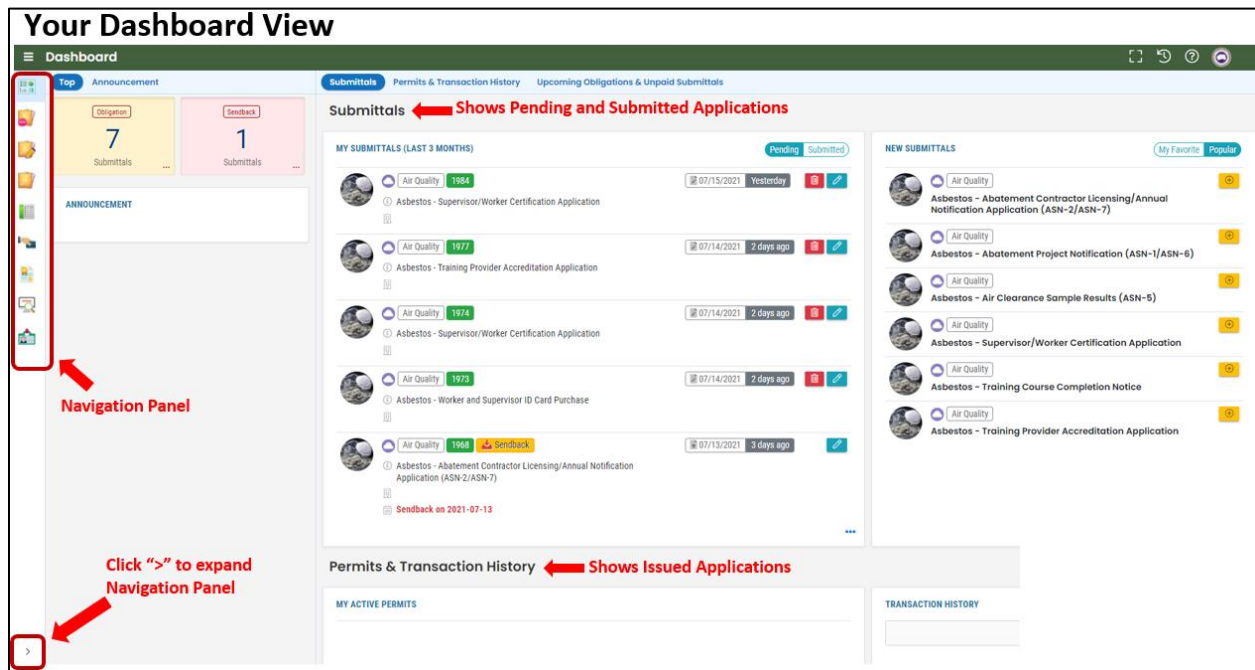 Your Dashboard View
Dashboard
Top Announcement
Submittals Permits & Transaction History Upcoming Obligations & Unpaid Submittals
Obligation
7
Submittals
...
Sendback
1
Submittals
...
ANNOUNCEMENT
Submittals
Shows Pending and Submitted Applications
MY SUBMITTALS (LAST 3 MONTHS)
Pending Submitted
Air Quality 1984 07/15/2021 Yesterday
Asbestos - Supervisor/Worker Certification Application
Air Quality 1977 07/14/2021 2 days ago
Asbestos - Training Provider Accreditation Application
Air Quality 1974 07/14/2021 2 days ago
Asbestos - Supervisor/Worker Certification Application
Air Quality 1973 07/14/2021 2 days ago
Asbestos - Worker and Supervisor ID Card Purchase
Air Quality 1968 Sendback 07/13/2021 3 days ago
Asbestos - Abatement Contractor Licensing/Annual Notification
Application (ASN-2/ASN-7)
Sendback on 2021-07-13
...
NEW SUBMITTALS
My Favorite Popular
Air Quality
Asbestos - Abatement Contractor Licensing/Annual
Notification Application (ASN-2/ASN-7)
Air Quality
Asbestos - Abatement Project Notification (ASN-1/ASN-6)
Air Quality
Asbestos - Air Clearance Sample Results (ASN-5)
Air Quality
Asbestos - Supervisor/Worker Certification Application
Air Quality
Asbestos - Training Course Completion Notice
Air Quality
Asbestos - Training Provider Accreditation Application
Navigation Panel
Click “>” to expand
Navigation Panel
>
Permits & Transaction History
Shows Issued Applications
MY ACTIVE PERMITS
TRANSACTION HISTORY